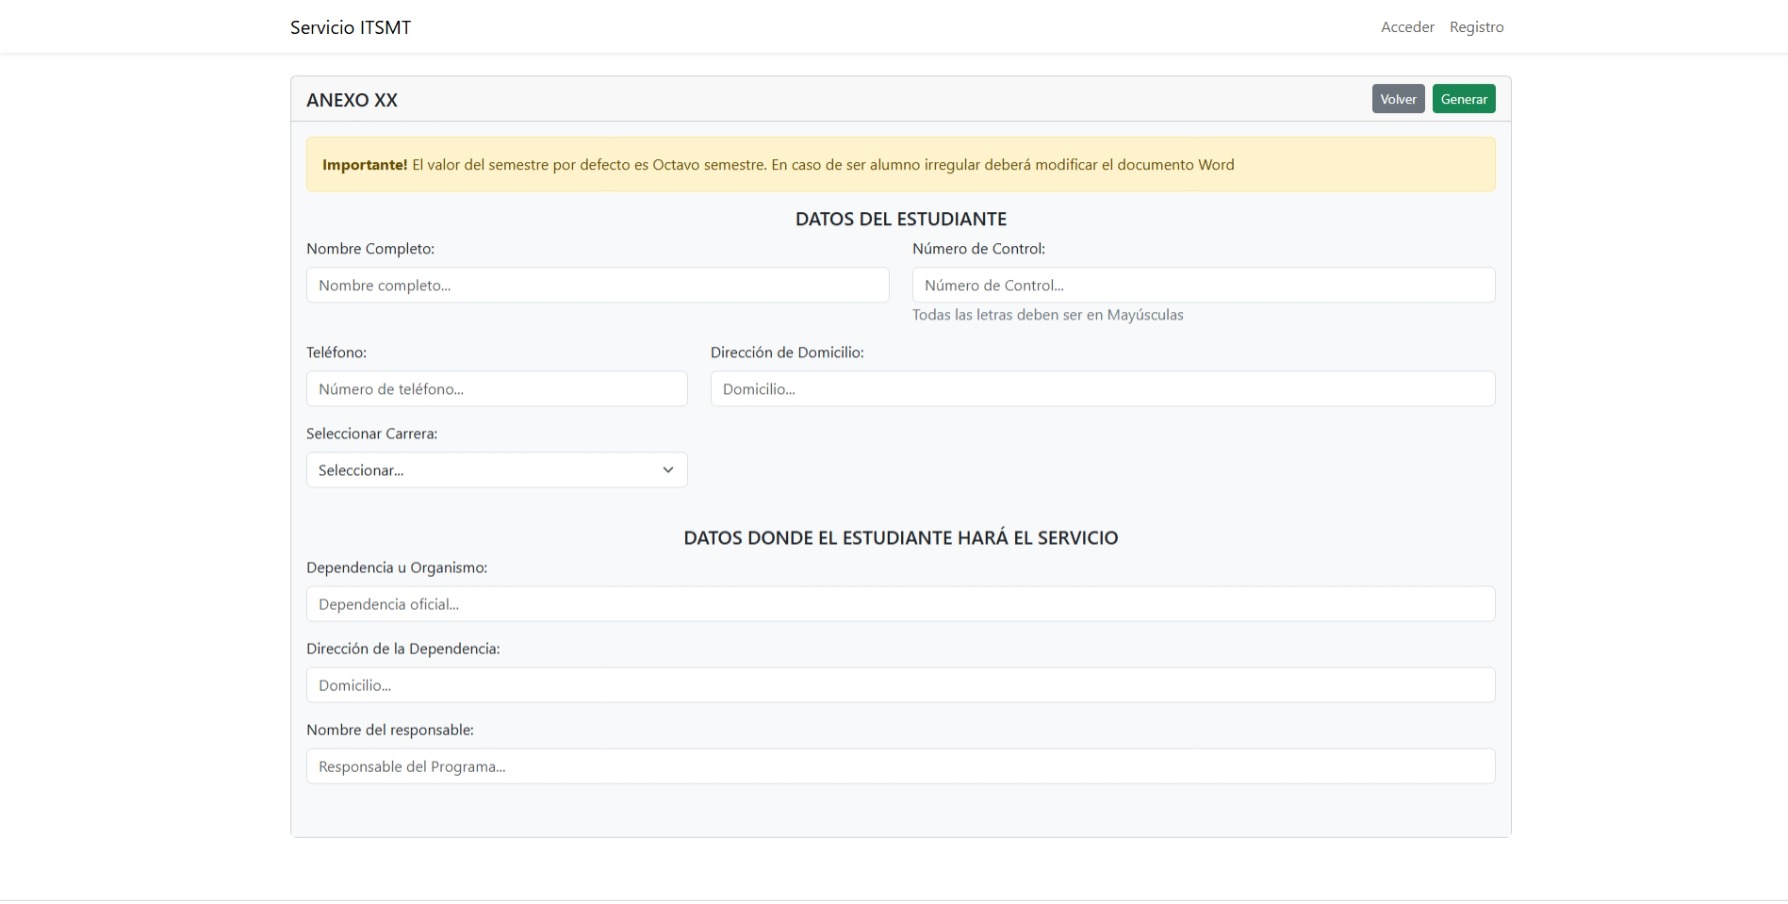 Servicio ITSMT
Acceder Registro
ANEXO XX
Volver Generar
Importante! El valor del semestre por defecto es Octavo semestre. En caso de ser alumno irregular deberá modificar el documento Word
DATOS DEL ESTUDIANTE
Nombre Completo: Número de Control:
Nombre completo... Número de Control...
Todas las letras deben ser en Mayúsculas
Teléfono: Dirección de Domicilio:
Número de teléfono... Domicilio...
Seleccionar Carrera:
Seleccionar...
DATOS DONDE EL ESTUDIANTE HARÁ EL SERVICIO
Dependencia u Organismo:
Dependencia oficial...
Dirección de la Dependencia:
Domicilio...
Nombre del responsable:
Responsable del Programa...